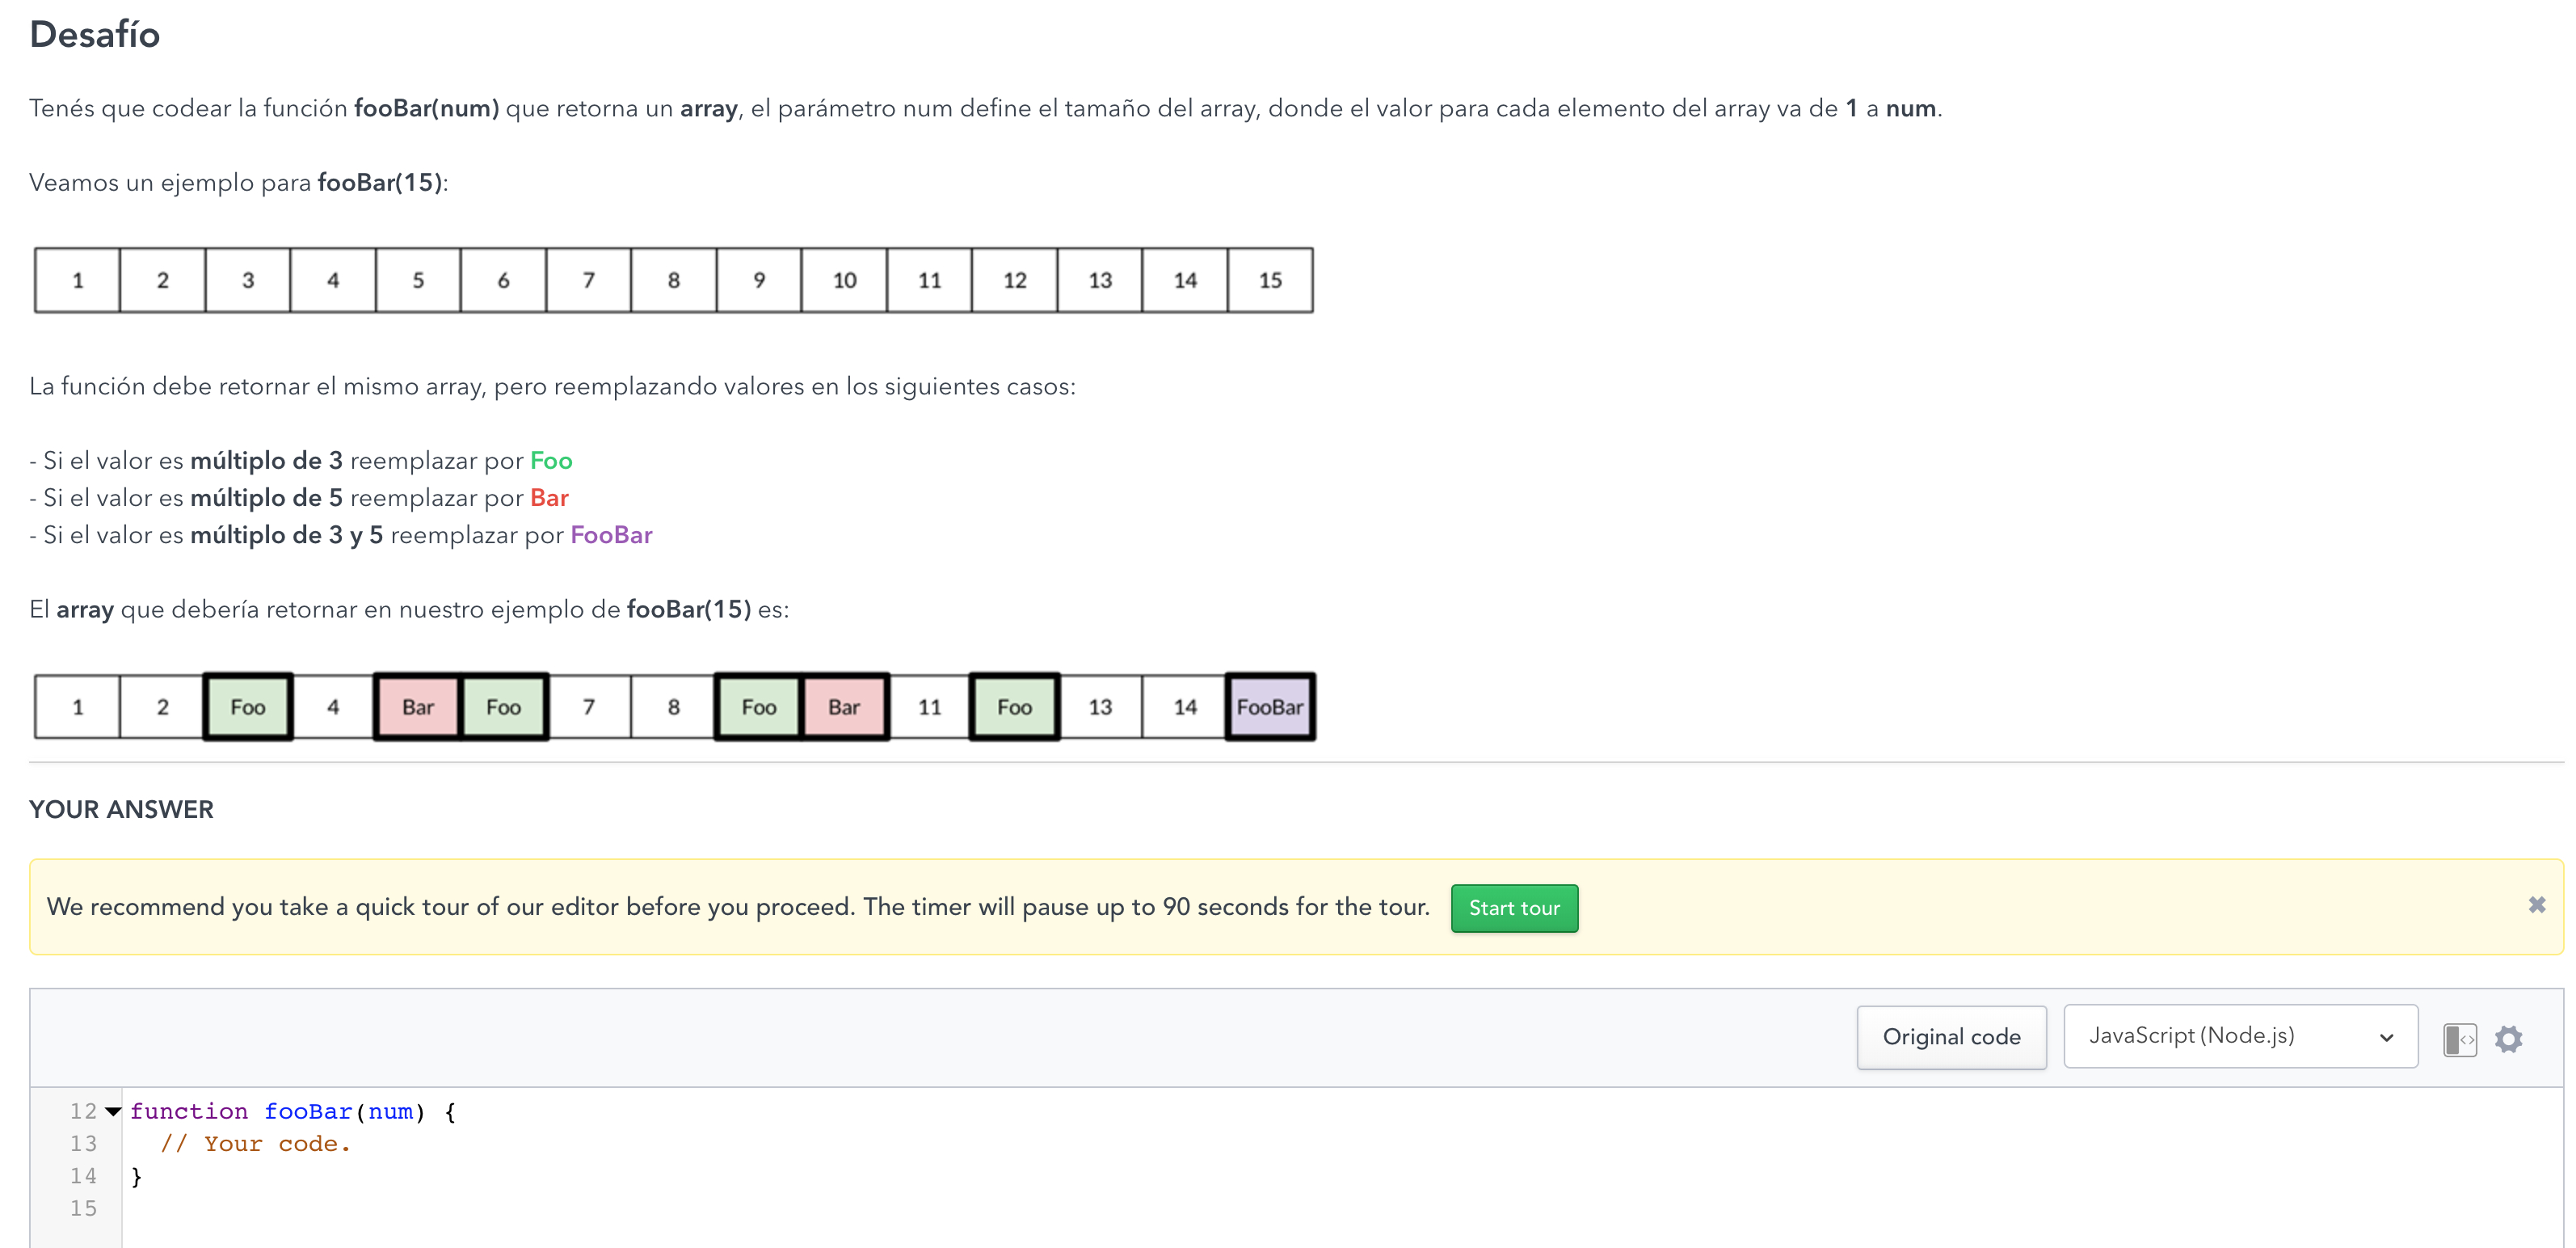 Desafío
Tenés que codear la función fooBar(num) que retorna un array, el parámetro num define el tamaño del array, donde el valor para cada elemento del array va de 1 a num.
Veamos un ejemplo para fooBar(15):
1 2 3 4 5 6 7 8 9 10 11 12 13 14 15
La función debe retornar el mismo array, pero reemplazando valores en los siguientes casos:
- Si el valor es múltiplo de 3 reemplazar por Foo
- Si el valor es múltiplo de 5 reemplazar por Bar
- Si el valor es múltiplo de 3 y 5 reemplazar por FooBar
El array que debería retornar en nuestro ejemplo de fooBar(15) es:
1 2 Foo 4 Bar Foo 7 8 Foo Bar 11 Foo 13 14 FooBar
YOUR ANSWER
We recommend you take a quick tour of our editor before you proceed. The timer will pause up to 90 seconds for the tour. Start tour
Original code JavaScript (Node.js)
12 function fooBar(num) {
13 // Your code.
14 }
15